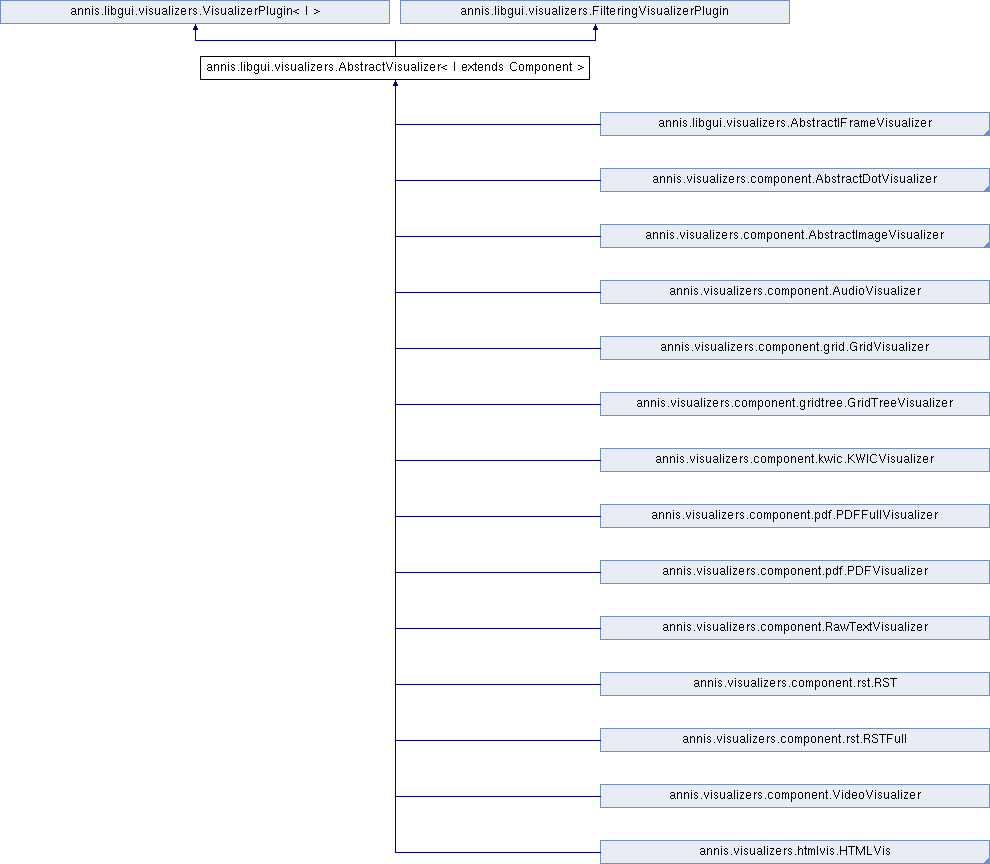 annis.libgui.visualizers.VisualizerPlugin< I >
annis.libgui.visualizers.FilteringVisualizerPlugin
annis.libgui.visualizers.AbstractVisualizer< I extends Component >
annis.libgui.visualizers.AbstractIFrameVisualizer
annis.visualizers.component.AbstractDotVisualizer
annis.visualizers.component.AbstractImageVisualizer
annis.visualizers.component.AudioVisualizer
annis.visualizers.component.grid.GridVisualizer
annis.visualizers.component.gridtree.GridTreeVisualizer
annis.visualizers.component.kwic.KWICVisualizer
annis.visualizers.component.pdf.PDFFullVisualizer
annis.visualizers.component.pdf.PDFVisualizer
annis.visualizers.component.RawTextVisualizer
annis.visualizers.component.rst.RST
annis.visualizers.component.rst.RSTFull
annis.visualizers.component.VideoVisualizer
annis.visualizers.htmlvis.HTMLVis